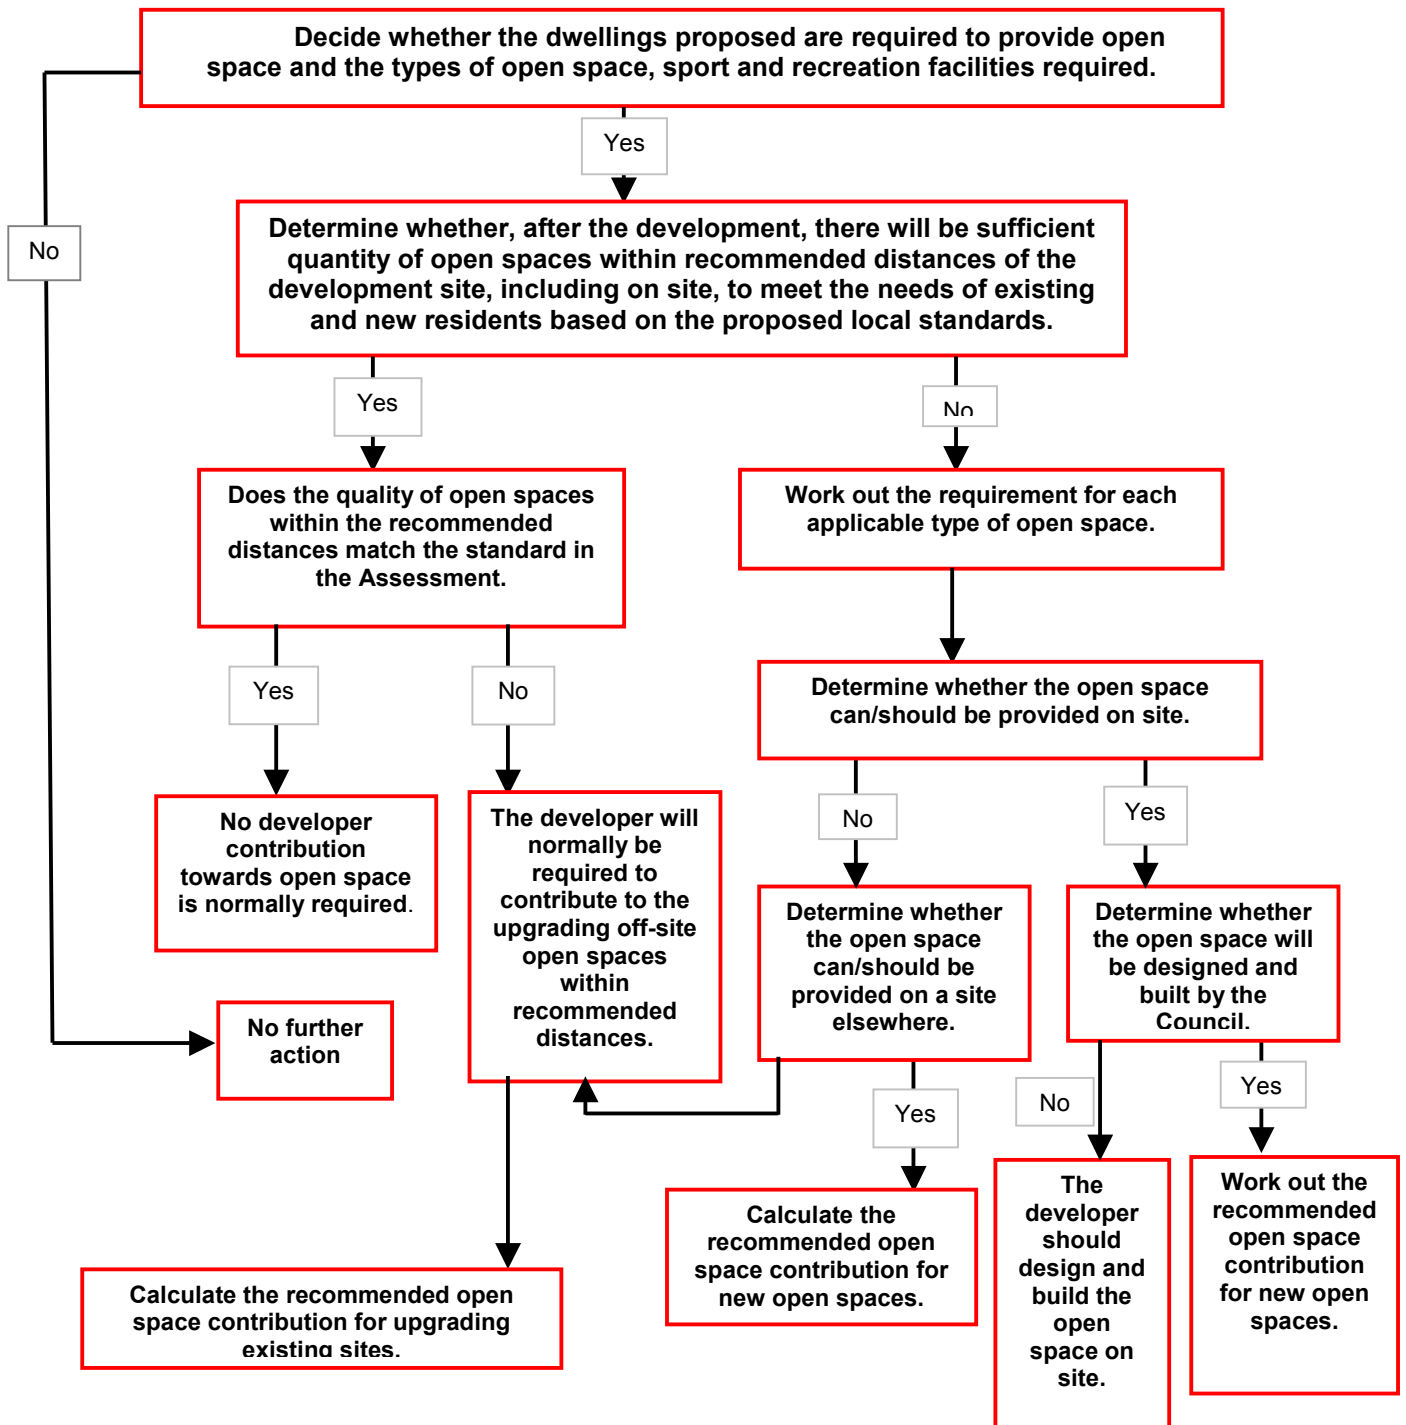 Decide whether the dwellings proposed are required to provide open
space and the types of open space, sport and recreation facilities required.
Yes
No
Determine whether, after the development, there will be sufficient
quantity of open spaces within recommended distances of the
development site, including on site, to meet the needs of existing
and new residents based on the proposed local standards.
Yes
No
Does the quality of open spaces
within the recommended
distances match the standard in
the Assessment.
Work out the requirement for each
applicable type of open space.
Yes
No
Determine whether the open space
can/should be provided on site.
No
Yes
No developer
contribution
towards open space
is normally required.
The developer will
normally be
required to
contribute to the
upgrading off-site
open spaces
within
recommended
distances.
Determine whether
the open space
can/should be
provided on a site
elsewhere.
Determine whether
the open space will
be designed and
built by the
Council.
No further
action
Yes
No
Yes
Calculate the recommended open
space contribution for upgrading
existing sites.
Calculate the
recommended open
space contribution for
new open spaces.
The
developer
should
design and
build the
open
space on
site.
Work out the
recommended
open space
contribution
for new open
spaces.